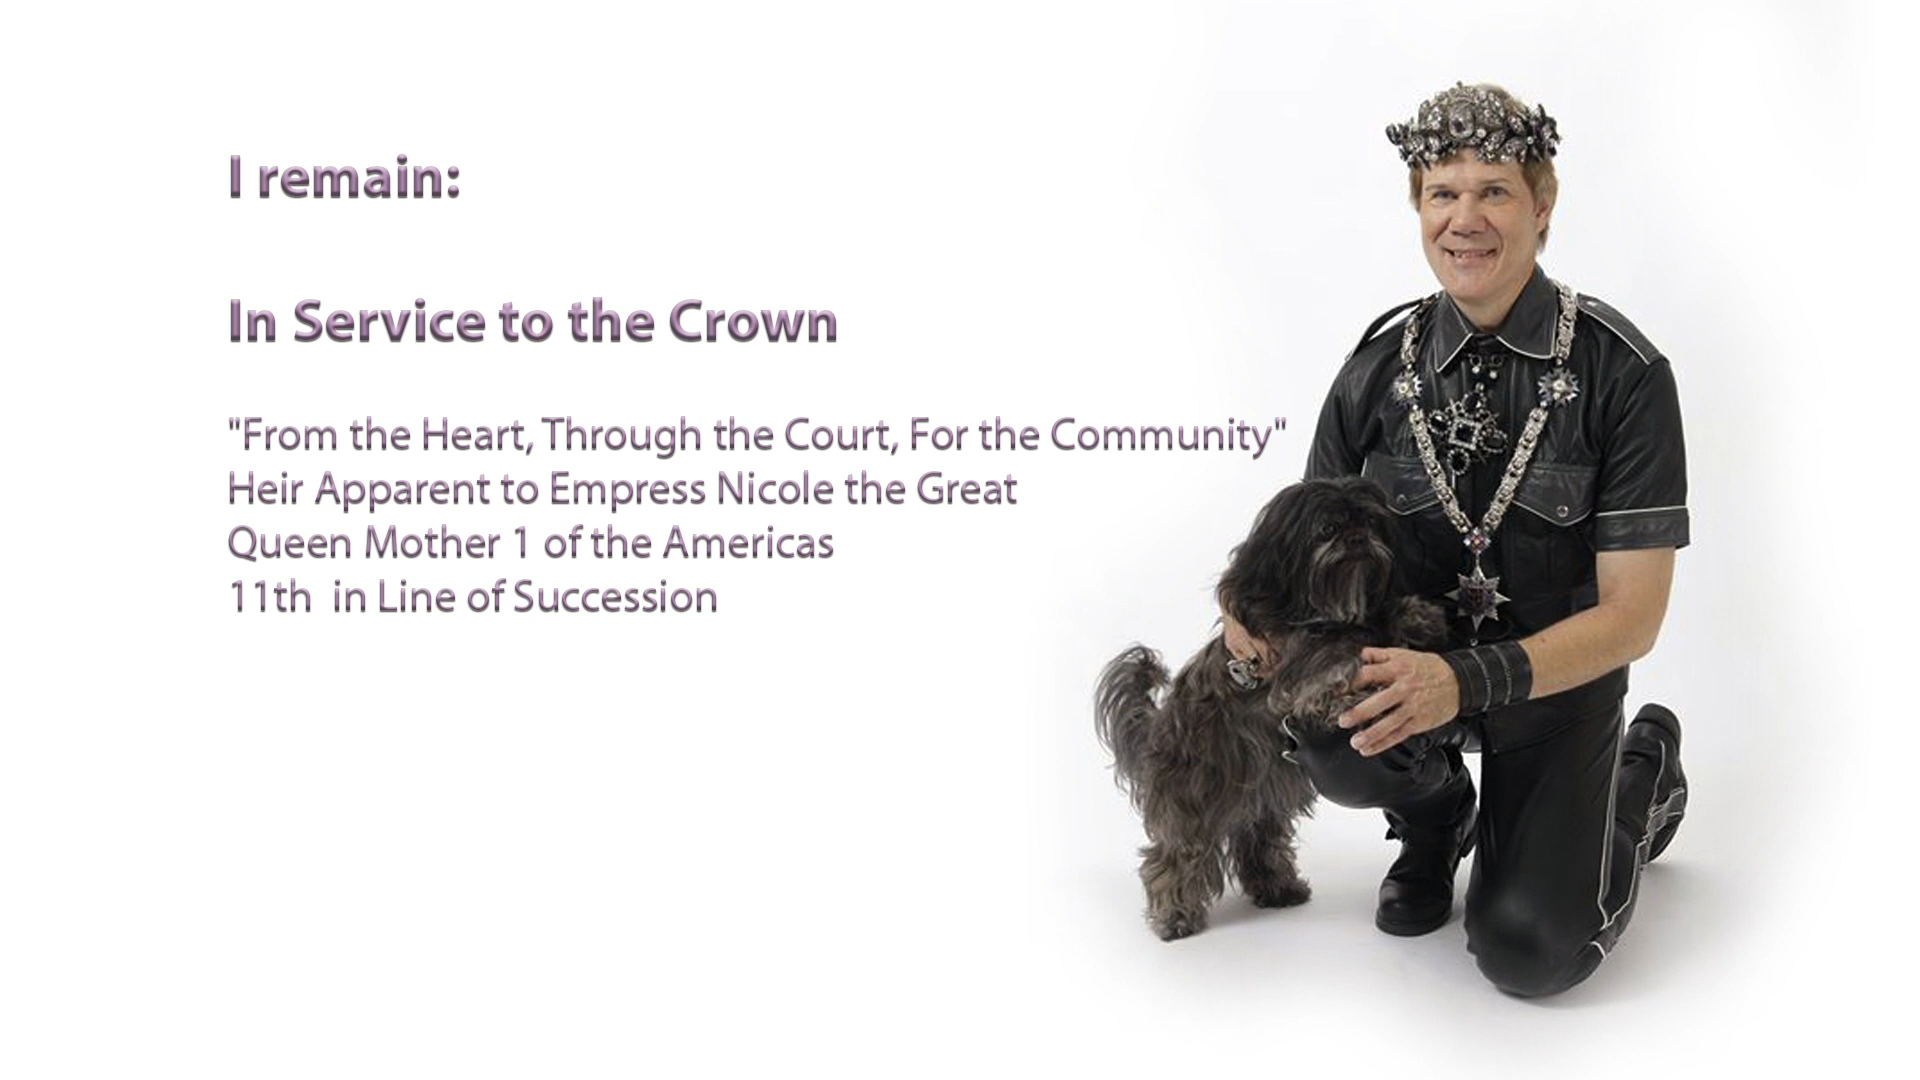 I remain:
In Service to the Crown
"From the Heart, Through the Court, For the Community"
Heir Apparent to Empress Nicole the Great
Queen Mother 1 of the Americas
11th  in Line of Succession